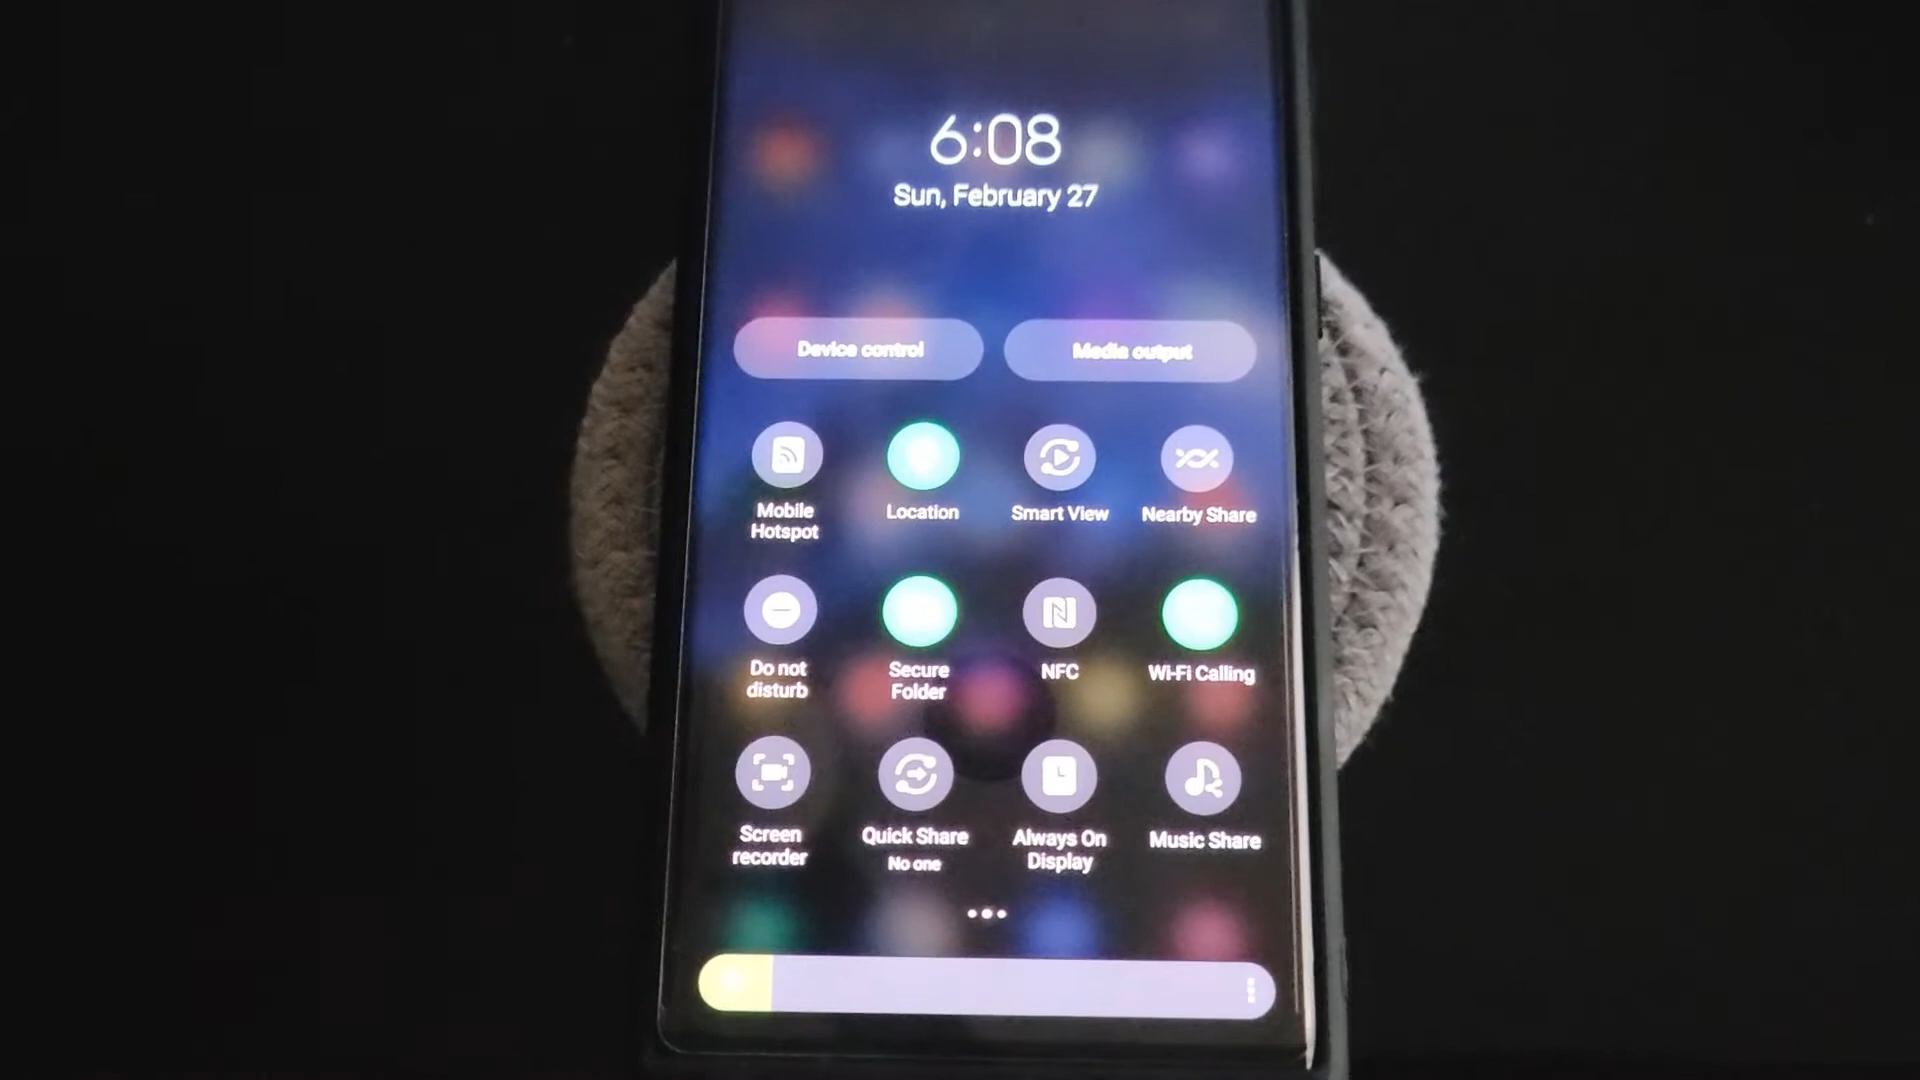 6:08
Sun, February 27
Device control Media output
Mobile Hotspot
Location
Smart View
Nearby Share
Do not disturb
Secure Folder
NFC
Wi-Fi Calling
Screen recorder
Quick Share
No one
Always On Display
Music Share